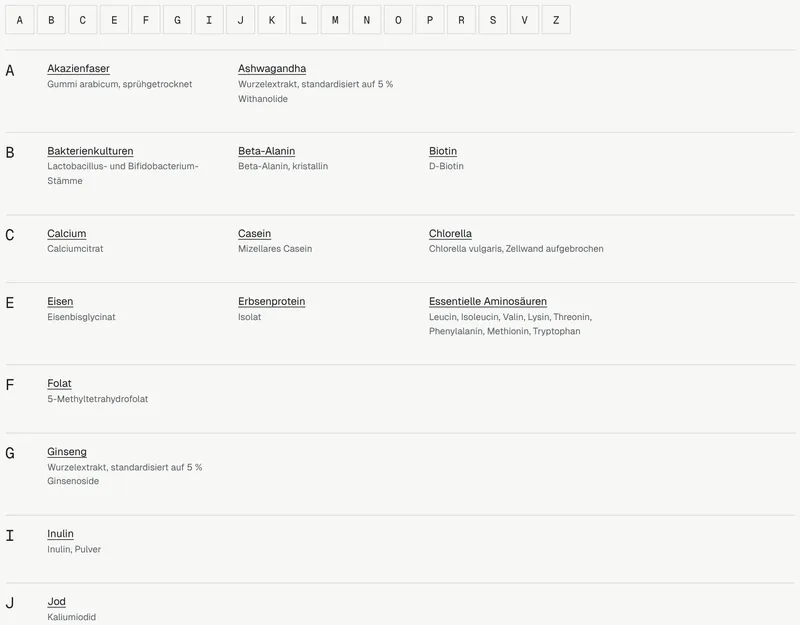 A B C E F G I J K L M N O P R S V Z
A
Akazienfaser
Gummi arabicum, sprühgetrocknet
Ashwagandha
Wurzelextrakt, standardisiert auf 5 %
Withanolide
B
Bakterienkulturen
Lactobacillus- und Bifidobacterium-
Stämme
Beta-Alanin
Beta-Alanin, kristallin
Biotin
D-Biotin
C
Calcium
Calciumcitrat
Casein
Mizellares Casein
Chlorella
Chlorella vulgaris, Zellwand aufgebrochen
E
Eisen
Eisenbisglycinat
Erbsenprotein
Isolat
Essentielle Aminosäuren
Leucin, Isoleucin, Valin, Lysin, Threonin,
Phenylalanin, Methionin, Tryptophan
F
Folat
5-Methyltetrahydrofolat
G
Ginseng
Wurzelextrakt, standardisiert auf 5 %
Ginsenoside
I
Inulin
Inulin, Pulver
J
Jod
Kaliumiodid